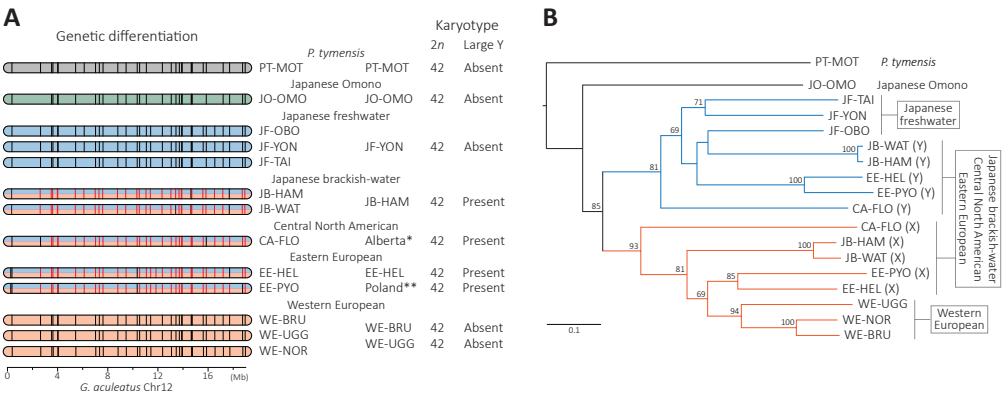 A
Genetic differentiation
Karyotype
2n Large Y
P. tymensis
PT-MOT PT-MOT 42 Absent
Japanese Omono
JO-OMO JO-OMO 42 Absent
Japanese freshwater
JF-OBO
JF-YON JF-YON 42 Absent
JF-TAI
Japanese brackish-water
JB-HAM
JB-HAM 42 Present
JB-WAT
Central North American
CA-FLO Alberta* 42 Present
Eastern European
EE-HEL EE-HEL 42 Present
EE-PYO Poland** 42 Present
Western European
WE-BRU WE-BRU 42 Absent
WE-UGG WE-UGG 42 Absent
WE-NOR
0 4 8 12 16 (Mb)
G. aculeatus Chr12
B
PT-MOT P. tymensis
JO-OMO Japanese Omono
JF-TAI
71
JF-YON
Japanese
freshwater
69
JF-OBO
JB-WAT (Y)
100
JB-HAM (Y)
81
EE-HEL (Y)
100
EE-PYO (Y)
CA-FLO (Y)
85
Japanese brackish-water
Central North American
Eastern European
CA-FLO (X)
93
JB-HAM (X)
100
JB-WAT (X)
81
EE-PYO (X)
85
EE-HEL (X)
69
WE-UGG
94
WE-NOR
100
WE-BRU
Western
European
0.1